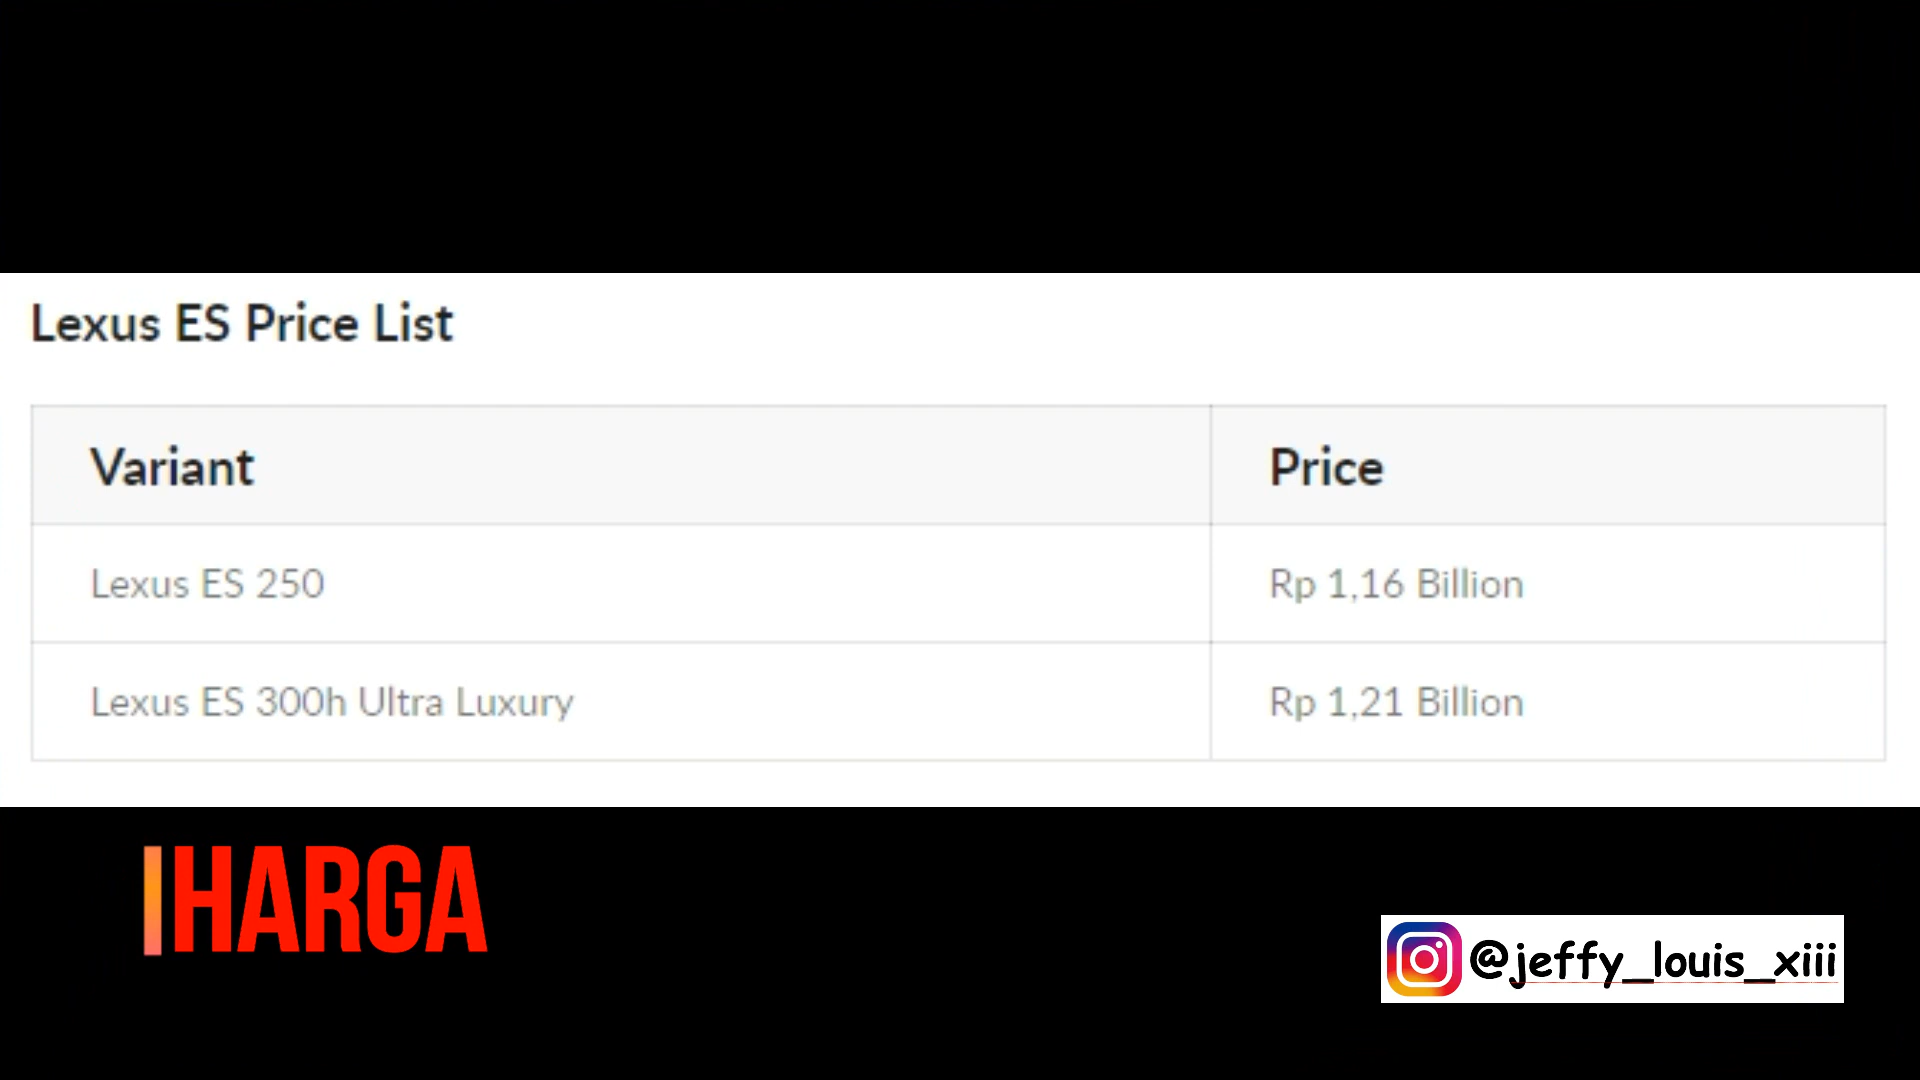 Lexus ES Price List
Variant Price
Lexus ES 250 Rp 1,16 Billion
Lexus ES 300h Ultra Luxury Rp 1,21 Billion
HARGA
@jeffy_louis_xiii